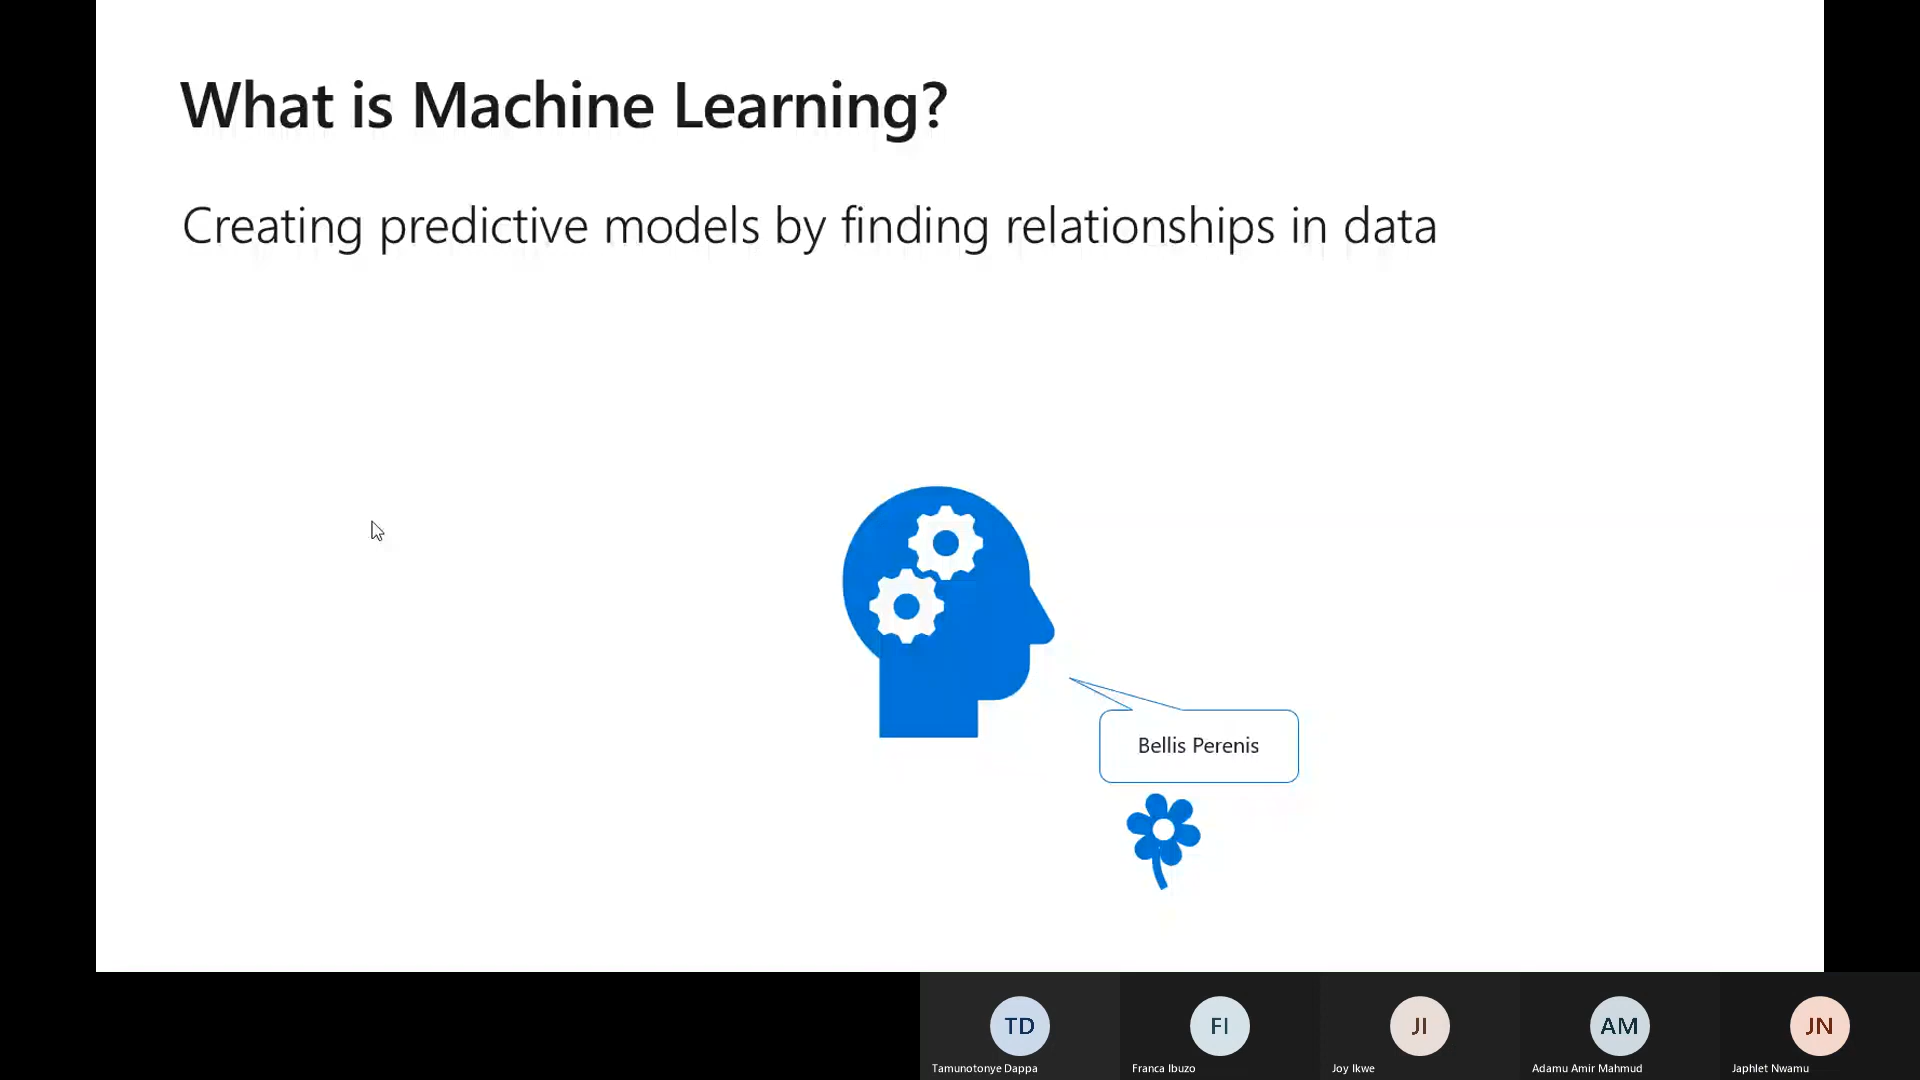 What is Machine Learning?
Creating predictive models by finding relationships in data
Bellis Perenis
TD
FI
JI
AM
JN
Tamunotonye Dappa
Franca Ibuzo
Joy Ikwe
Adamu Amir Mahmud
Japhlet Nwamu